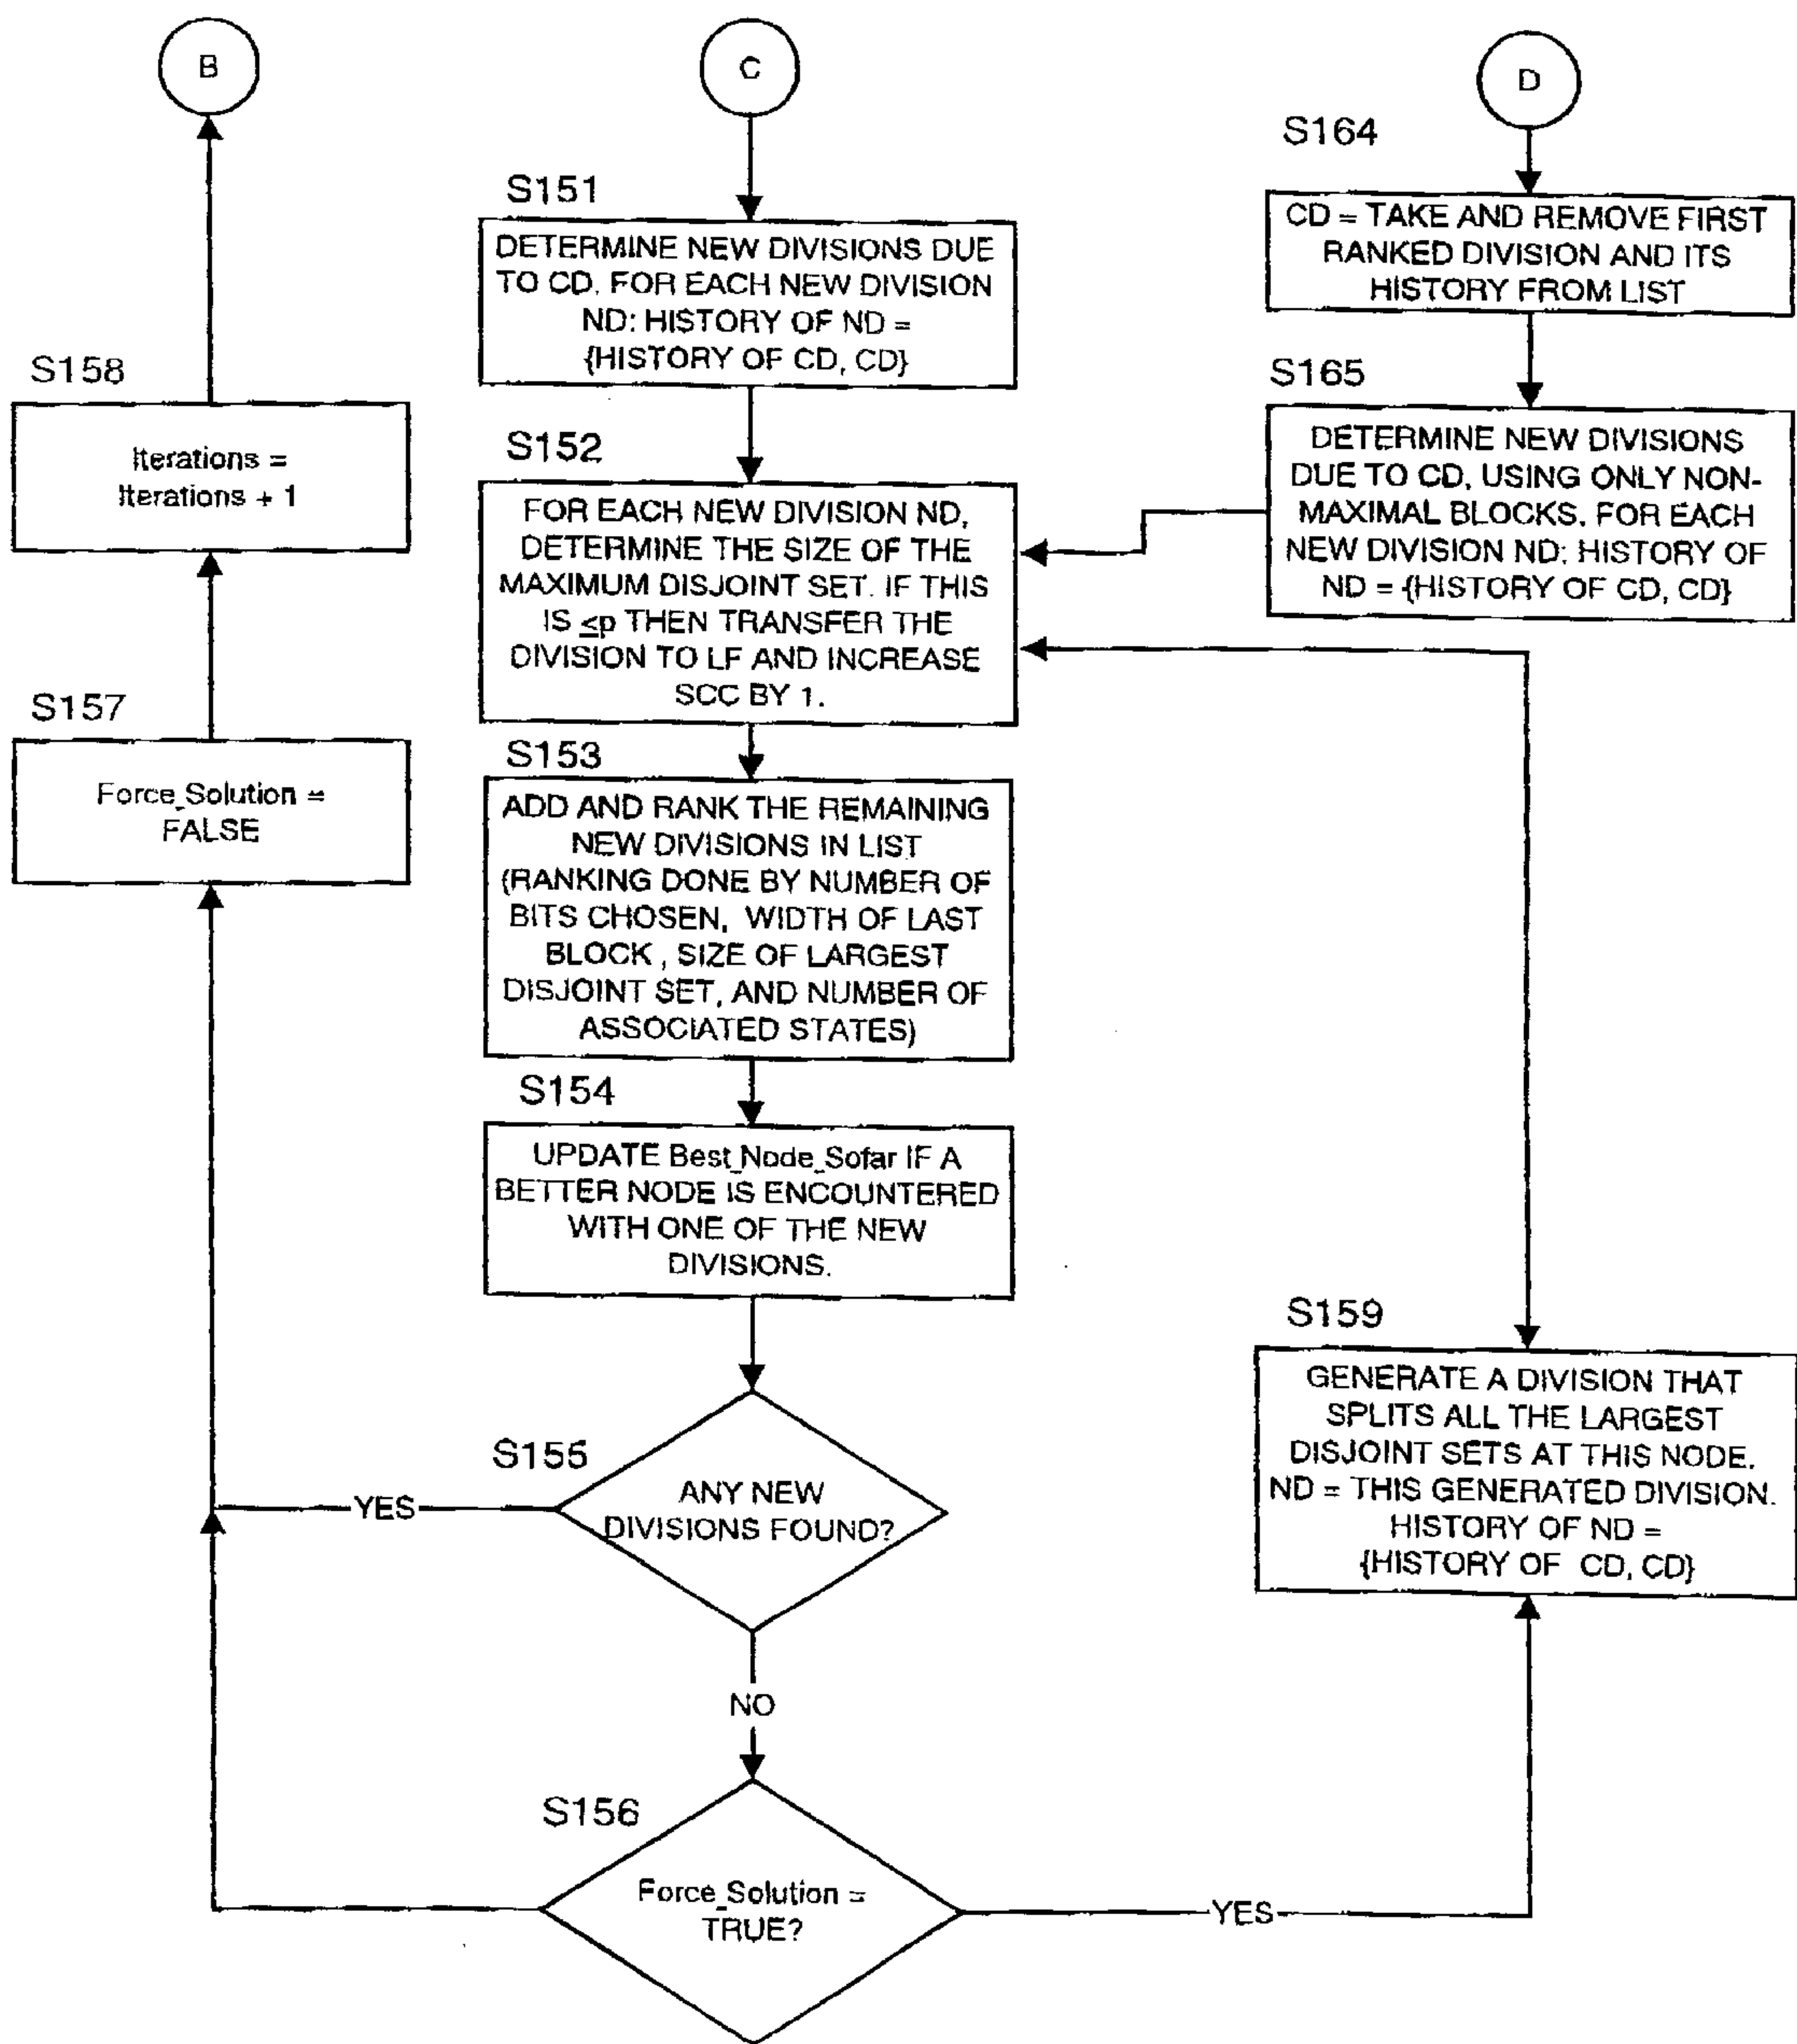 B
C
D
S164
CD = TAKE AND REMOVE FIRST
RANKED DIVISION AND ITS
HISTORY FROM LIST
S151
DETERMINE NEW DIVISIONS DUE
TO CD. FOR EACH NEW DIVISION
ND: HISTORY OF ND =
{HISTORY OF CD, CD}
S165
DETERMINE NEW DIVISIONS
DUE TO CD, USING ONLY NON-
MAXIMAL BLOCKS. FOR EACH
NEW DIVISION ND: HISTORY OF
ND = {HISTORY OF CD, CD}
S158
Iterations =
Iterations + 1
S152
FOR EACH NEW DIVISION ND,
DETERMINE THE SIZE OF THE
MAXIMUM DISJOINT SET. IF THIS
IS ≤p THEN TRANSFER THE
DIVISION TO LF AND INCREASE
SCC BY 1.
S157
Force_Solution =
FALSE
S153
ADD AND RANK THE REMAINING
NEW DIVISIONS IN LIST
(RANKING DONE BY NUMBER OF
BITS CHOSEN, WIDTH OF LAST
BLOCK , SIZE OF LARGEST
DISJOINT SET, AND NUMBER OF
ASSOCIATED STATES)
S154
UPDATE Best_Node_Sofar IF A
BETTER NODE IS ENCOUNTERED
WITH ONE OF THE NEW
DIVISIONS.
S159
GENERATE A DIVISION THAT
SPLITS ALL THE LARGEST
DISJOINT SETS AT THIS NODE.
ND = THIS GENERATED DIVISION.
HISTORY OF ND =
{HISTORY OF CD, CD}
S155
ANY NEW
DIVISIONS FOUND?
YES
NO
S156
Force_Solution =
TRUE?
YES